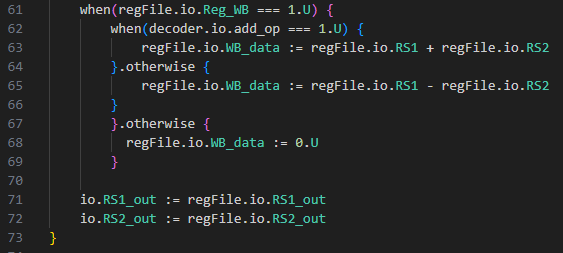 61 when(regFile.io.Reg_WB === 1.U) {
62 when(decoder.io.add_op === 1.U) {
63 regFile.io.WB_data := regFile.io.RS1 + regFile.io.RS2
64 }.otherwise {
65 regFile.io.WB_data := regFile.io.RS1 - regFile.io.RS2
66 }
67 }.otherwise {
68 regFile.io.WB_data := 0.U
69 }
70
71 io.RS1_out := regFile.io.RS1_out
72 io.RS2_out := regFile.io.RS2_out
73 }